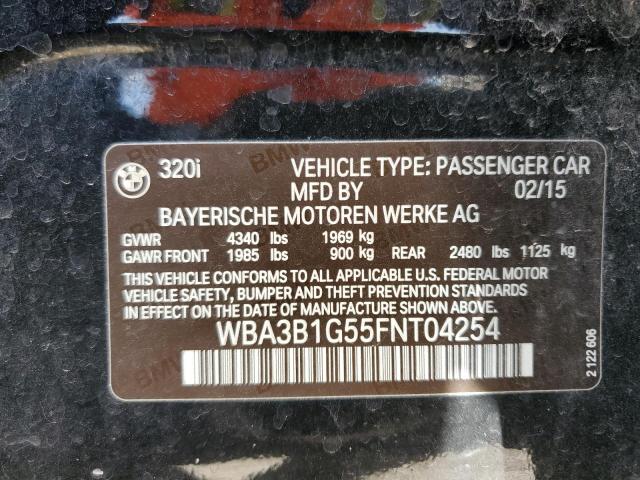 BMW 320i VEHICLE TYPE: PASSENGER CAR
MFD BY 02/15
BAYERISCHE MOTOREN WERKE AG
GVWR 4340 lbs 1969 kg
GAWR FRONT 1985 lbs 900 kg REAR 2480 lbs 1125 kg
THIS VEHICLE CONFORMS TO ALL APPLICABLE U.S. FEDERAL MOTOR
VEHICLE SAFETY, BUMPER AND THEFT PREVENTION STANDARDS
IN EFFECT ON THE DATE OF MANUFACTURE SHOWN ABOVE.
WBA3B1G55FNT04254
2 122 606